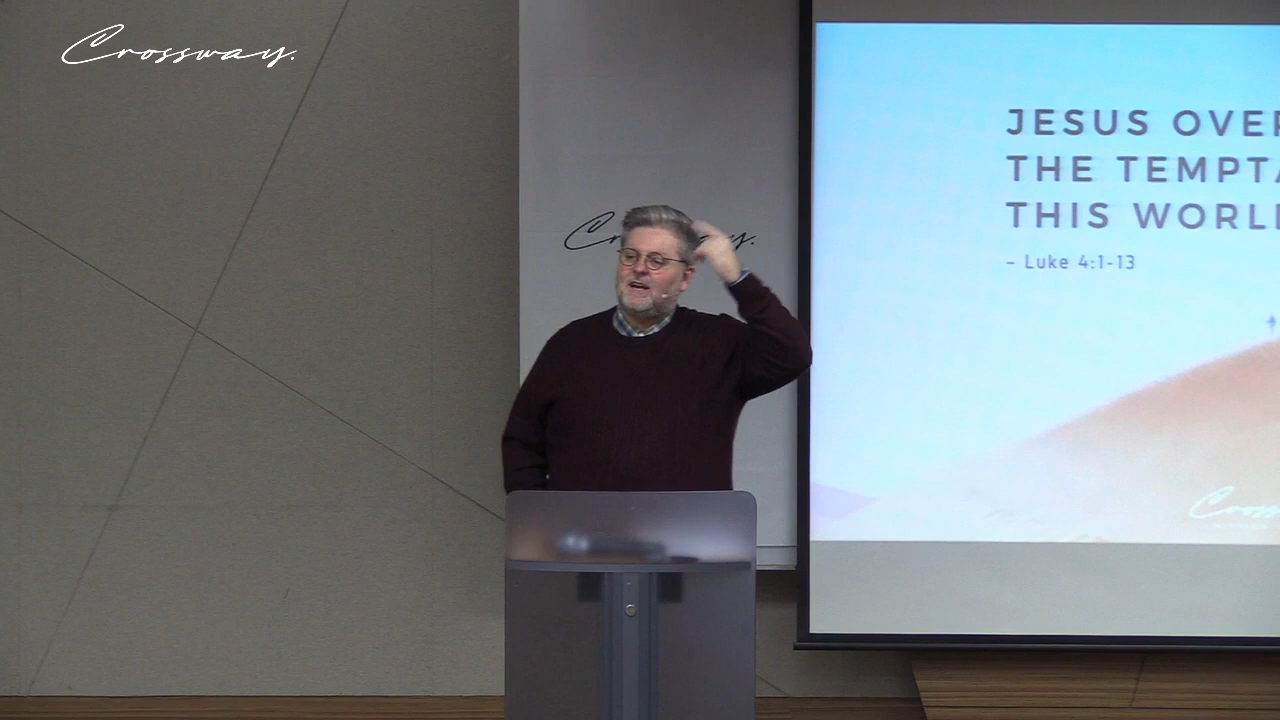 Crossway.
JESUS OVER
THE TEMPTA
THIS WORL
– Luke 4:1-13